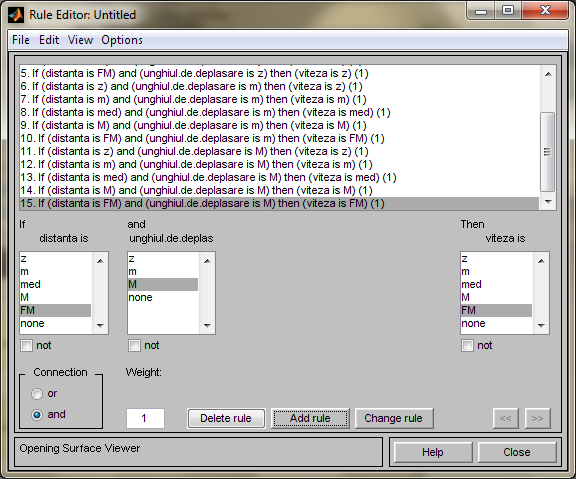 Rule Editor: Untitled
File Edit View Options
5. If (distanta is FM) and (unghiul.de.deplasare is z) then (viteza is z) (1)
6. If (distanta is z) and (unghiul.de.deplasare is m) then (viteza is z) (1)
7. If (distanta is m) and (unghiul.de.deplasare is m) then (viteza is m) (1)
8. If (distanta is med) and (unghiul.de.deplasare is m) then (viteza is med) (1)
9. If (distanta is M) and (unghiul.de.deplasare is m) then (viteza is M) (1)
10. If (distanta is FM) and (unghiul.de.deplasare is m) then (viteza is FM) (1)
11. If (distanta is z) and (unghiul.de.deplasare is M) then (viteza is z) (1)
12. If (distanta is m) and (unghiul.de.deplasare is M) then (viteza is m) (1)
13. If (distanta is med) and (unghiul.de.deplasare is M) then (viteza is med) (1)
14. If (distanta is M) and (unghiul.de.deplasare is M) then (viteza is M) (1)
15. If (distanta is FM) and (unghiul.de.deplasare is M) then (viteza is FM) (1)
If and Then
distanta is unghiul.de.deplas viteza is
z z z
m m m
med M med
M none M
FM FM
none none
not not not
Connection Weight:
or
and 1 Delete rule Add rule Change rule << >>
Opening Surface Viewer Help Close